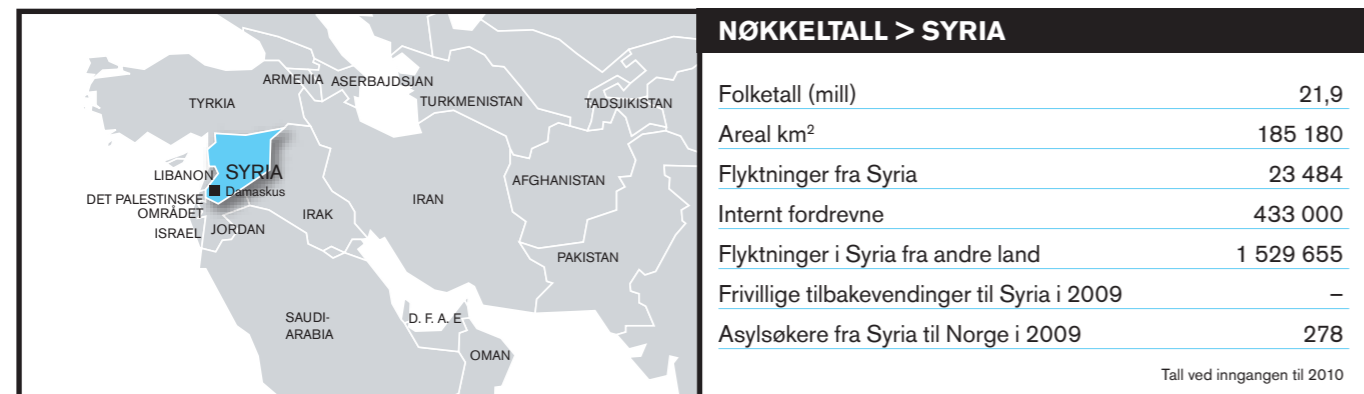 ARMENIA ASERBAJDSJAN
TYRKIA TURKMENISTAN TADSJIKISTAN
LIBANON SYRIA
Damaskus
AFGHANISTAN
DET PALESTINSKE
OMRÅDET
IRAK IRAN
ISRAEL JORDAN
PAKISTAN
SAUDI-
ARABIA
D. F. A. E
OMAN
NØKKELTALL > SYRIA
Folketall (mill) 21,9
Areal km² 185 180
Flyktninger fra Syria 23 484
Internt fordrevne 433 000
Flyktninger i Syria fra andre land 1 529 655
Frivillige tilbakevendinger til Syria i 2009 –
Asylsøkere fra Syria til Norge i 2009 278
Tall ved inngangen til 2010